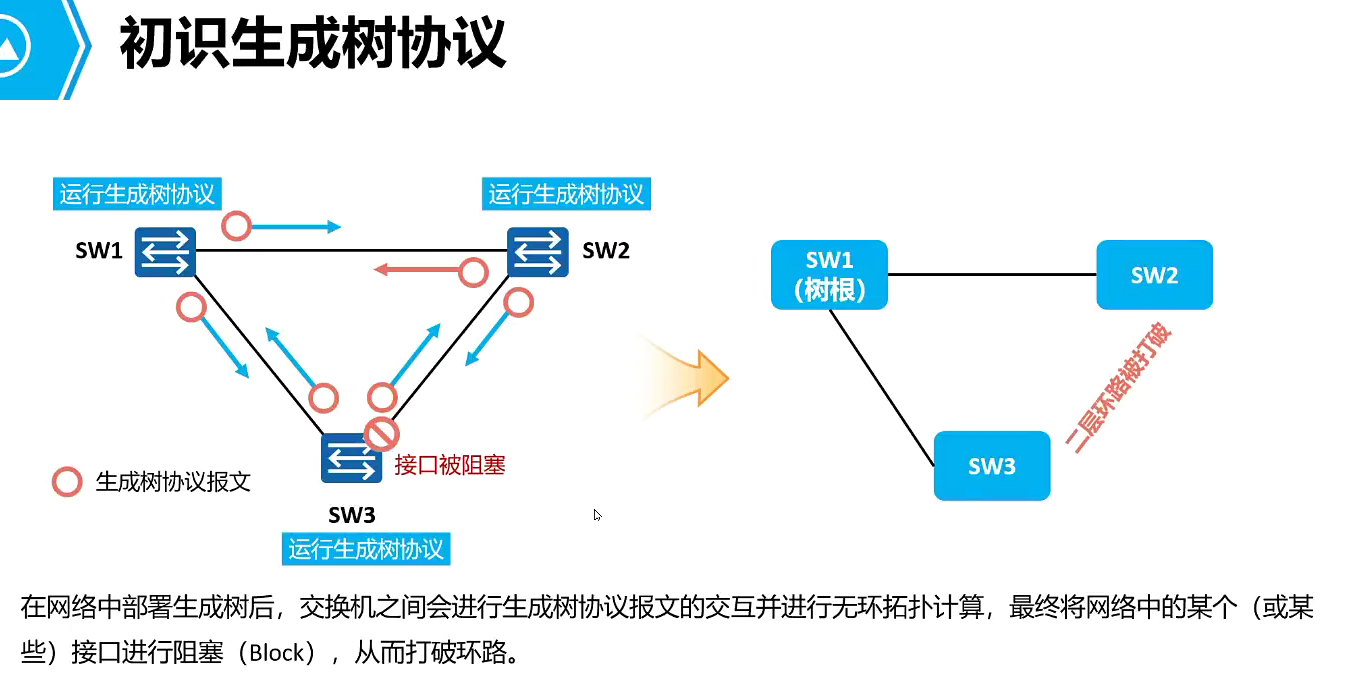 初识生成树协议
运行生成树协议
运行生成树协议
SW1
SW2
接口被阻塞
生成树协议报文
SW3
运行生成树协议
SW1
（树根）
SW2
二层环路被打破
SW3
在网络中部署生成树后，交换机之间会进行生成树协议报文的交互并进行无环拓扑计算，最终将网络中的某个（或某
些）接口进行阻塞（Block），从而打破环路。